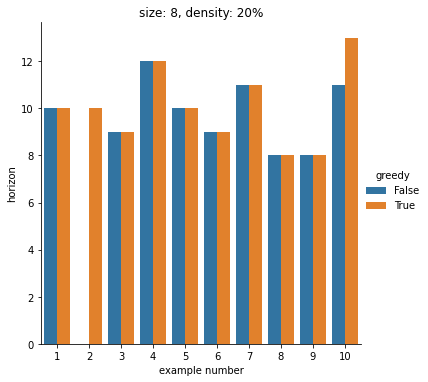 size: 8, density: 20%
horizon
12
10
8
6
4
2
0
1 2 3 4 5 6 7 8 9 10
example number
greedy
False
True